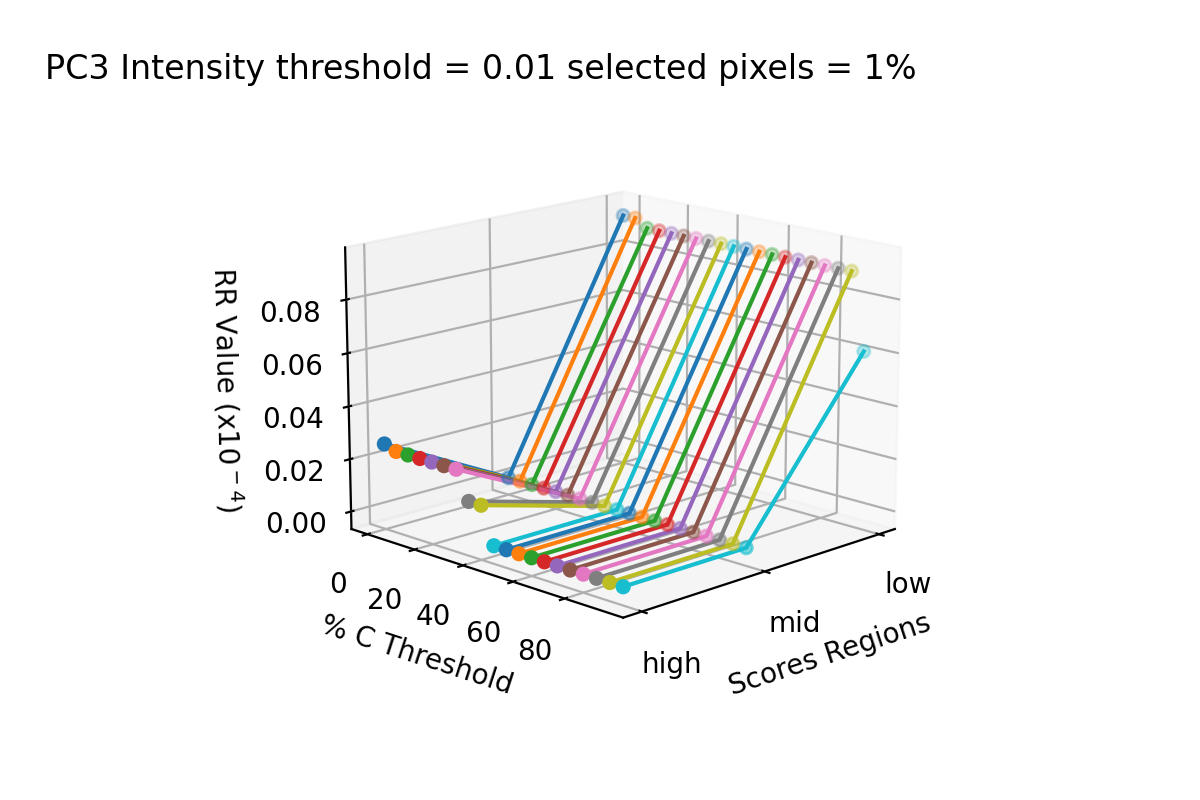 PC3 Intensity threshold = 0.01 selected pixels = 1%
RR Value (x10⁻⁴)
0.08
0.06
0.04
0.02
0.00
0
20
40
60
80
% C Threshold
high
mid
low
Scores Regions